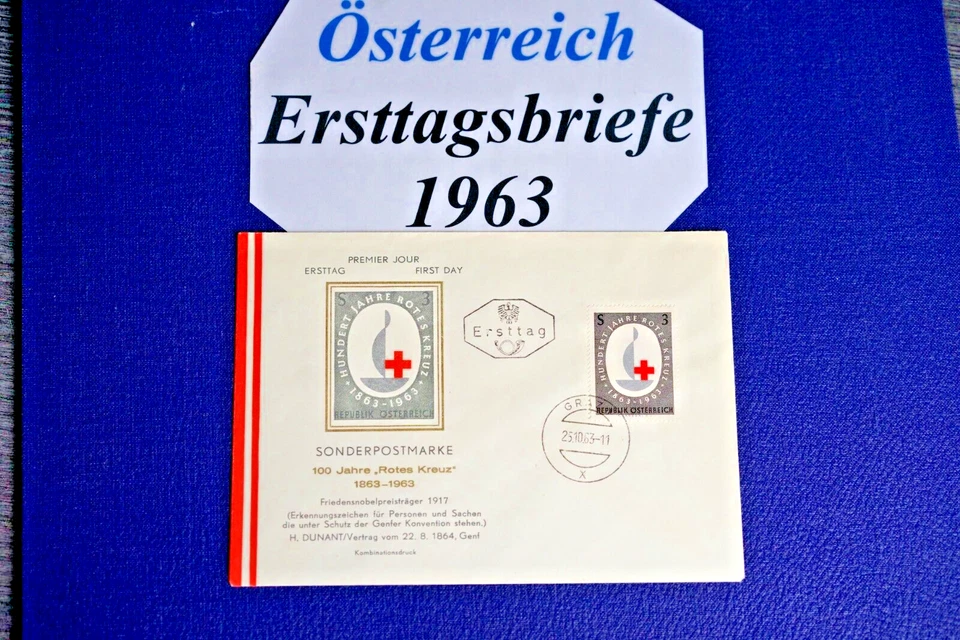 Österreich
Ersttagsbriefe
1963
PREMIER JOUR
ERSTTAG FIRST DAY
S 3
HUNDERT JAHRE ROTES KREUZ
• 1863-1963 •
REPUBLIK ÖSTERREICH
Ersttag
S 3
HUNDERT JAHRE ROTES KREUZ
• 1863-1963 •
REPUBLIK ÖSTERREICH
GRAZ
25.10.63-11
X
SONDERPOSTMARKE
100 Jahre „Rotes Kreuz"
1863-1963
Friedensnobelpreisträger 1917
(Erkennungszeichen für Personen und Sachen
die unter Schutz der Genfer Konvention stehen.)
H. DUNANT/Vertrag vom 22. 8. 1864, Genf
Kombinationsdruck